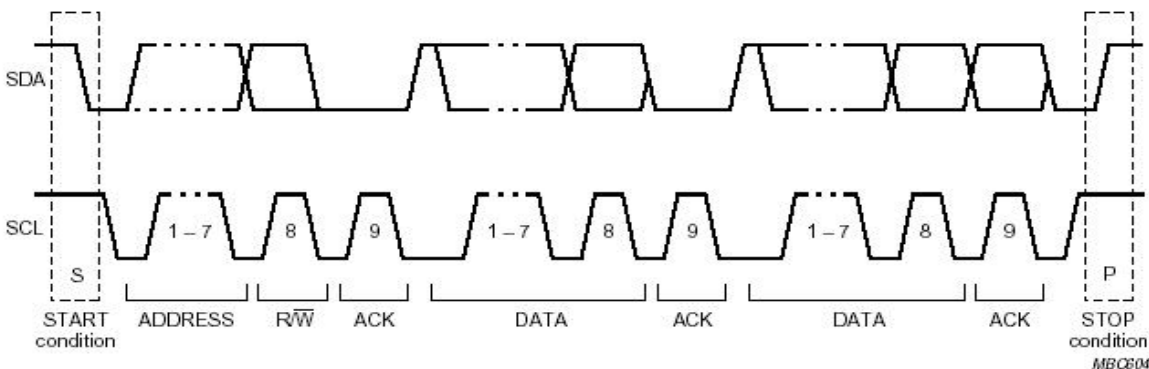 SDA
SCL
1 – 7 8 9 1 – 7 8 9 1 – 7 8 9
S P
START condition
ADDRESS R/W̅ ACK DATA ACK DATA ACK
STOP condition
MBC604